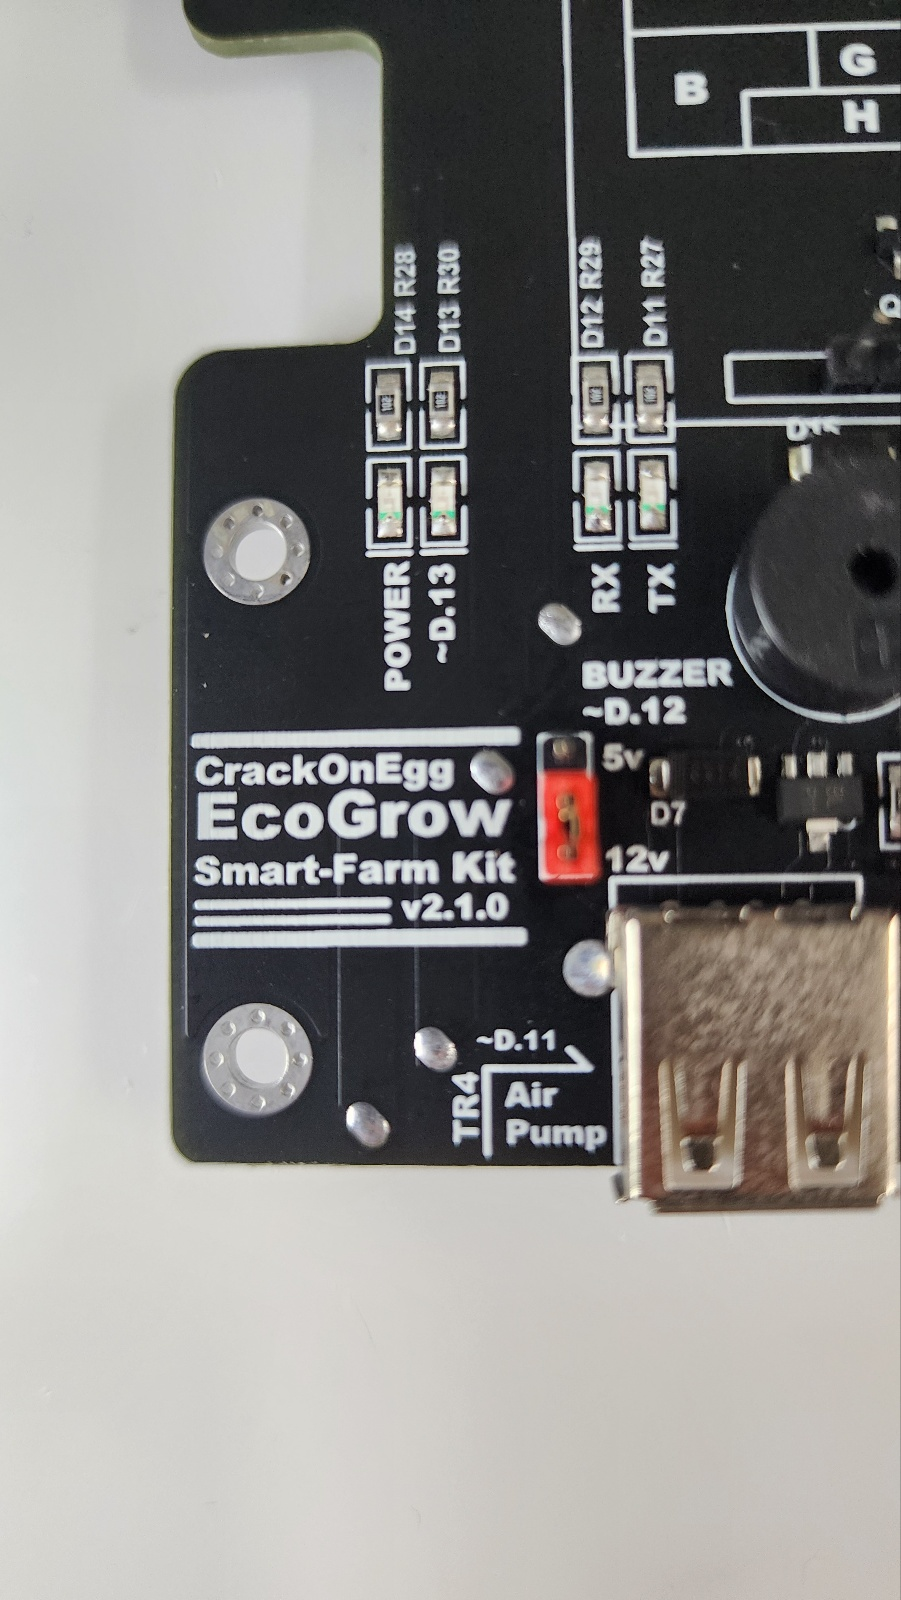 B
G
H
D14 R28
D13 R30
D12 R29
D11 R27
POWER
~D.13
RX
TX
BUZZER
~D.12
5v
D7
12v
CrackOnEgg
EcoGrow
Smart-Farm Kit
v2.1.0
~D.11
TR4
Air
Pump